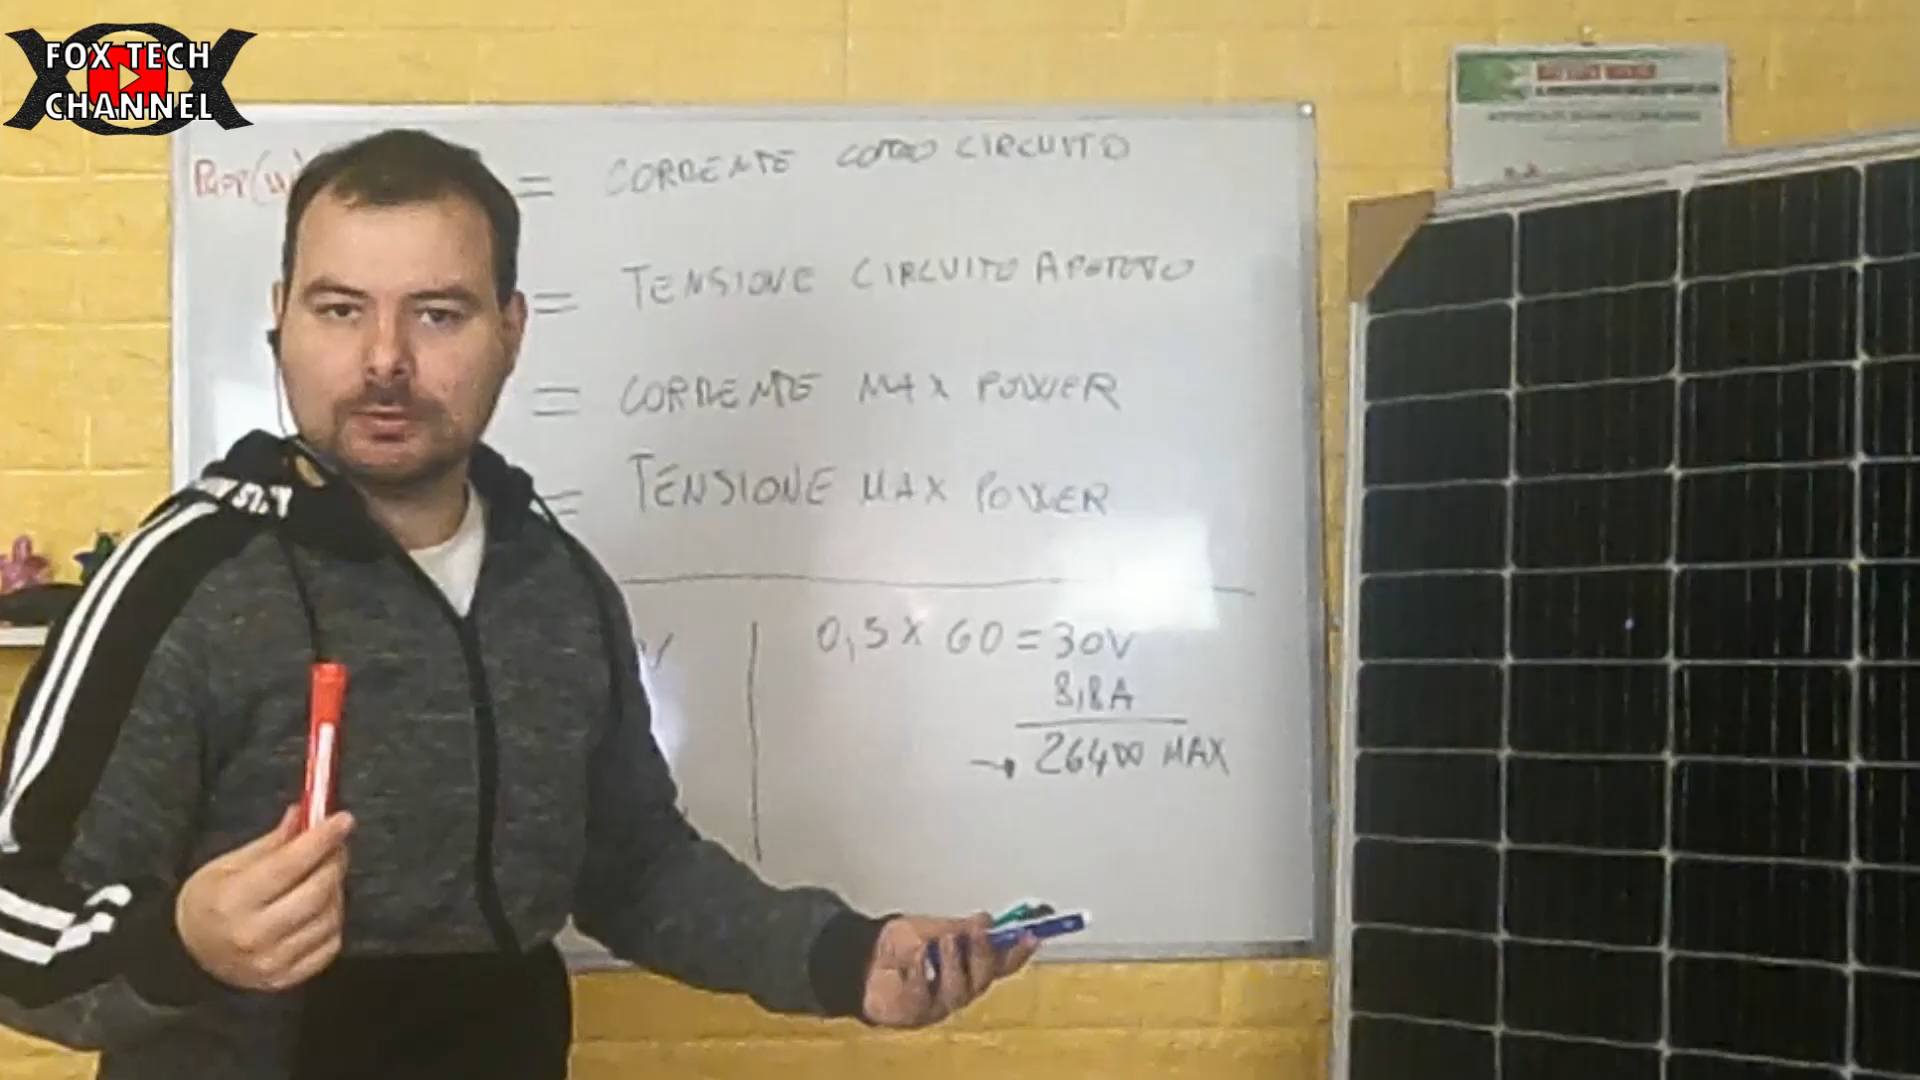 FOX TECH
CHANNEL
= CORRENTE CORTO CIRCUITO
= TENSIONE CIRCUITO APERTO
= CORRENTE MAX POWER
= TENSIONE MAX POWER
0,5 X 60 = 30V
8,8A
→ 264W MAX